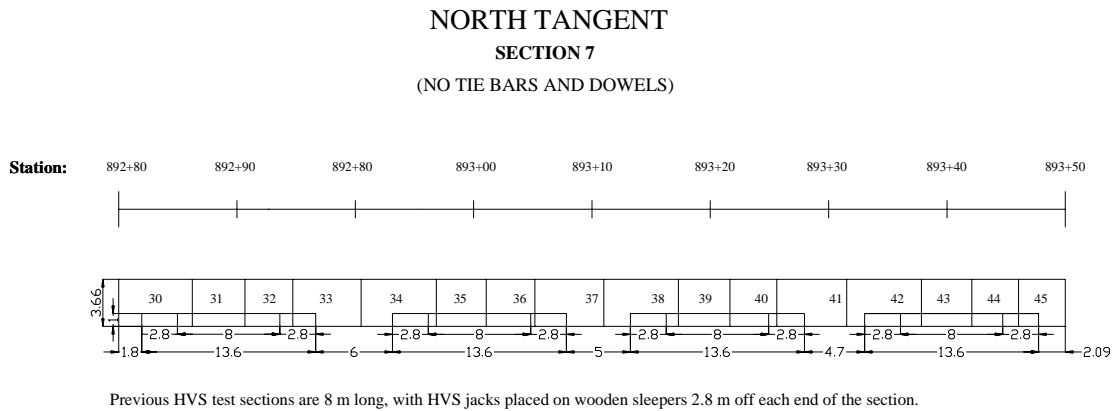 NORTH TANGENT
SECTION 7
(NO TIE BARS AND DOWELS)
Station: 892+80 892+90 892+80 893+00 893+10 893+20 893+30 893+40 893+50
3.66 30 31 32 33 34 35 36 37 38 39 40 41 42 43 44 45
1
2.8 8 2.8 2.8 8 2.8 2.8 8 2.8 2.8 8 2.8
1.8 13.6 6 13.6 5 13.6 4.7 13.6 2.09
Previous HVS test sections are 8 m long, with HVS jacks placed on wooden sleepers 2.8 m off each end of the section.